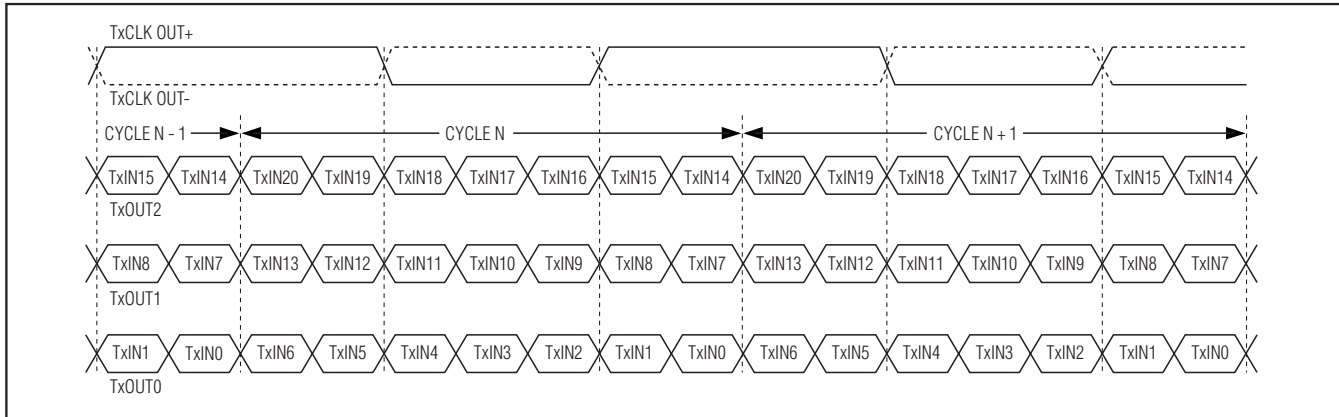 TxCLK OUT+
TxCLK OUT-
CYCLE N - 1 CYCLE N CYCLE N + 1
TxIN15 TxIN14 TxIN20 TxIN19 TxIN18 TxIN17 TxIN16 TxIN15 TxIN14 TxIN20 TxIN19 TxIN18 TxIN17 TxIN16 TxIN15 TxIN14
TxOUT2
TxIN8 TxIN7 TxIN13 TxIN12 TxIN11 TxIN10 TxIN9 TxIN8 TxIN7 TxIN13 TxIN12 TxIN11 TxIN10 TxIN9 TxIN8 TxIN7
TxOUT1
TxIN1 TxIN0 TxIN6 TxIN5 TxIN4 TxIN3 TxIN2 TxIN1 TxIN0 TxIN6 TxIN5 TxIN4 TxIN3 TxIN2 TxIN1 TxIN0
TxOUT0